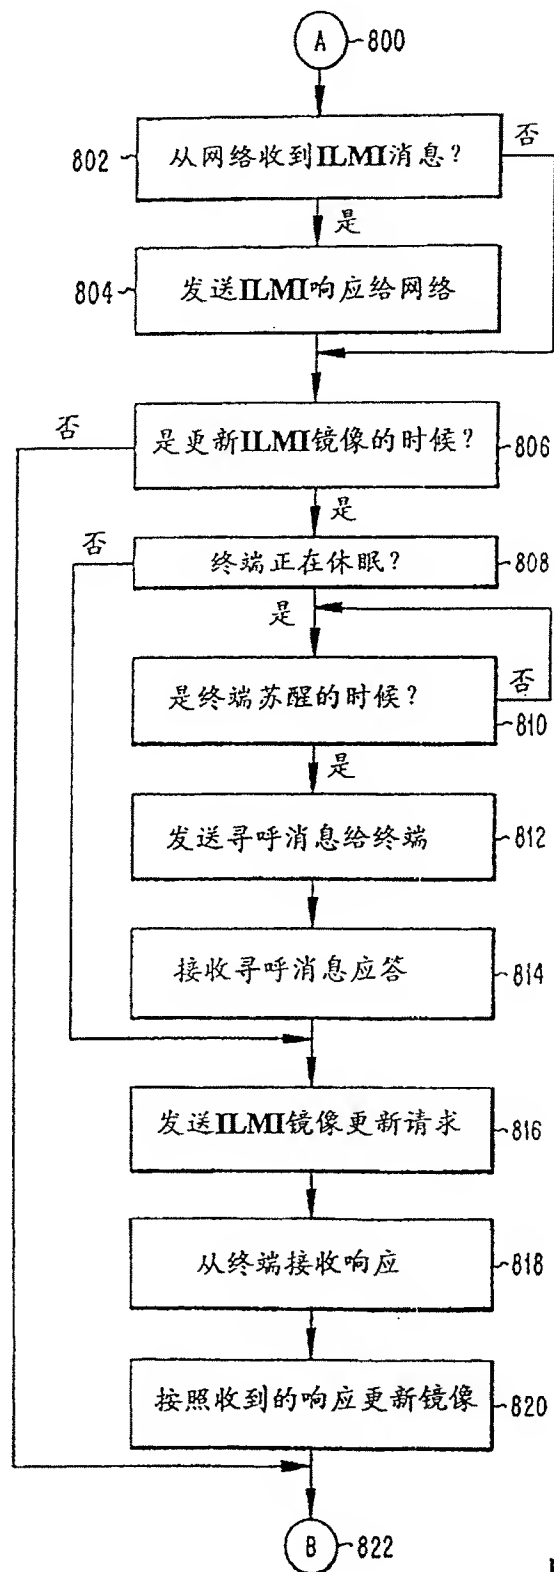 A 800
802 从网络收到ILMI消息? 否
是
804 发送ILMI响应给网络
否 是更新ILMI镜像的时候? 806
是
否 终端正在休眠? 808
是
是终端苏醒的时候? 否 810
是
发送寻呼消息给终端 812
接收寻呼消息应答 814
发送ILMI镜像更新请求 816
从终端接收响应 818
按照收到的响应更新镜像 820
B 822